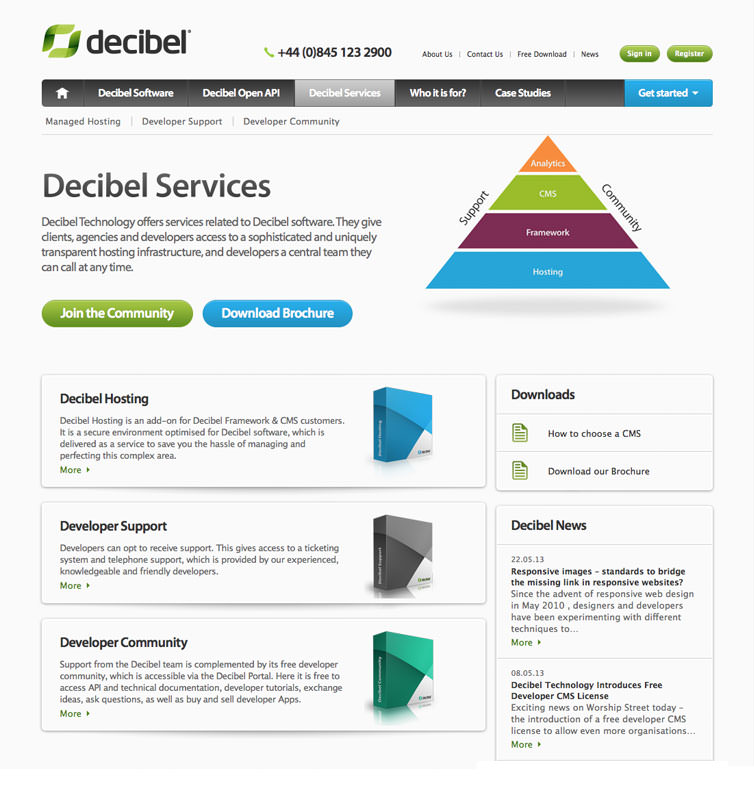 decibel
+44 (0)845 123 2900
About Us | Contact Us | Free Download | News
Sign in
Register
Decibel Software
Decibel Open API
Decibel Services
Who it is for?
Case Studies
Get started
Managed Hosting | Developer Support | Developer Community
Decibel Services
Decibel Technology offers services related to Decibel software. They give
clients, agencies and developers access to a sophisticated and uniquely
transparent hosting infrastructure, and developers a central team they
can call at any time.
Join the Community
Download Brochure
Support
Community
Analytics
CMS
Framework
Hosting
Decibel Hosting
Decibel Hosting is an add-on for Decibel Framework & CMS customers.
It is a secure environment optimised for Decibel software, which is
delivered as a service to save you the hassle of managing and
perfecting this complex area.
More
Decibel Hosting
decibel
Developer Support
Developers can opt to receive support. This gives access to a ticketing
system and telephone support, which is provided by our experienced,
knowledgeable and friendly developers.
More
Decibel Support
decibel
Developer Community
Support from the Decibel team is complemented by its free developer
community, which is accessible via the Decibel Portal. Here it is free to
access API and technical documentation, developer tutorials, exchange
ideas, ask questions, as well as buy and sell developer Apps.
More
Decibel Community
decibel
Downloads
How to choose a CMS
Download our Brochure
Decibel News
22.05.13
Responsive images – standards to bridge
the missing link in responsive websites?
Since the advent of responsive web design
in May 2010 , designers and developers
have been experimenting with different
techniques to...
More
08.05.13
Decibel Technology Introduces Free
Developer CMS License
Exciting news on Worship Street today –
the introduction of a free developer CMS
license to allow even more organisations...
More